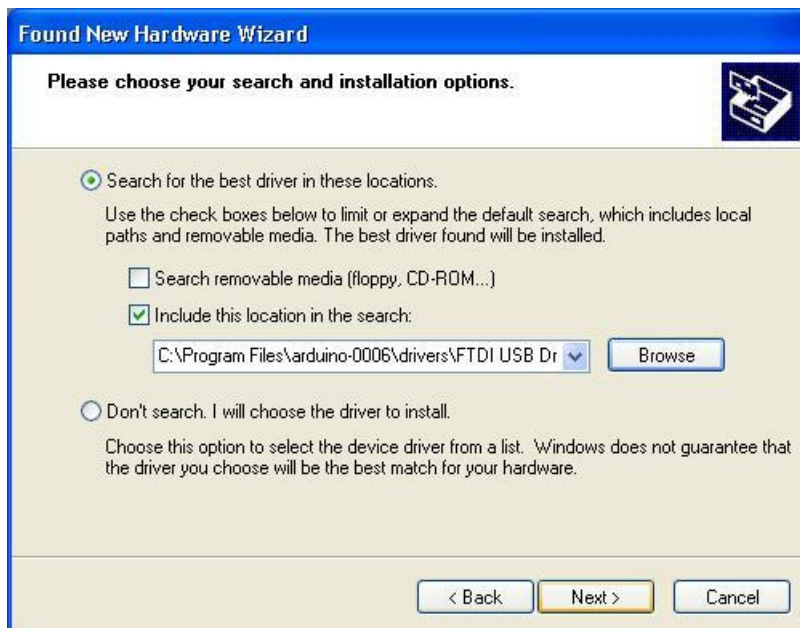 Found New Hardware Wizard
Please choose your search and installation options.
Search for the best driver in these locations.
Use the check boxes below to limit or expand the default search, which includes local
paths and removable media. The best driver found will be installed.
Search removable media (floppy, CD-ROM...)
Include this location in the search:
C:\Program Files\arduino-0006\drivers\FTDI USB Dr
Browse
Don't search. I will choose the driver to install.
Choose this option to select the device driver from a list. Windows does not guarantee that
the driver you choose will be the best match for your hardware.
< Back
Next >
Cancel